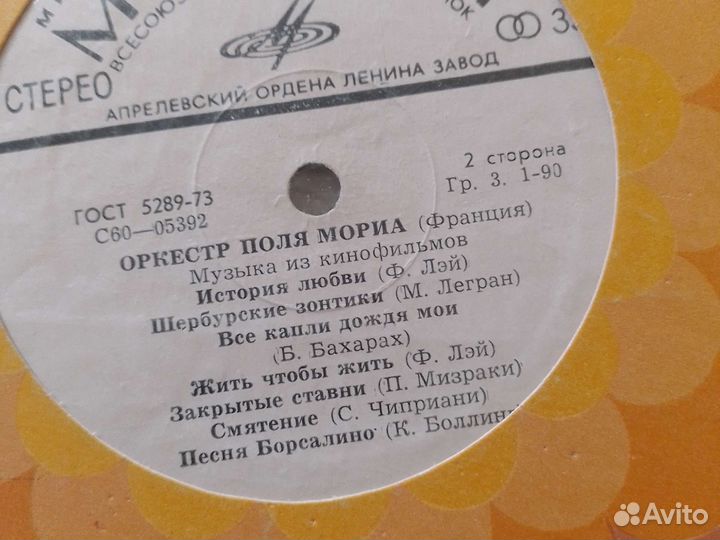 СТЕРЕО
АПРЕЛЕВСКИЙ ОРДЕНА ЛЕНИНА ЗАВОД
ГОСТ 5289-73
С60—05392
2 сторона
Гр. 3. 1-90
ОРКЕСТР ПОЛЯ МОРИА (Франция)
Музыка из кинофильмов
История любви (Ф. Лэй)
Шербурские зонтики (М. Легран)
Все капли дождя мои
(Б. Бахарах)
Жить чтобы жить (Ф. Лэй)
Закрытые ставни (П. Мизраки)
Смятение (С. Чиприани)
Песня Борсалино (К.
Avito